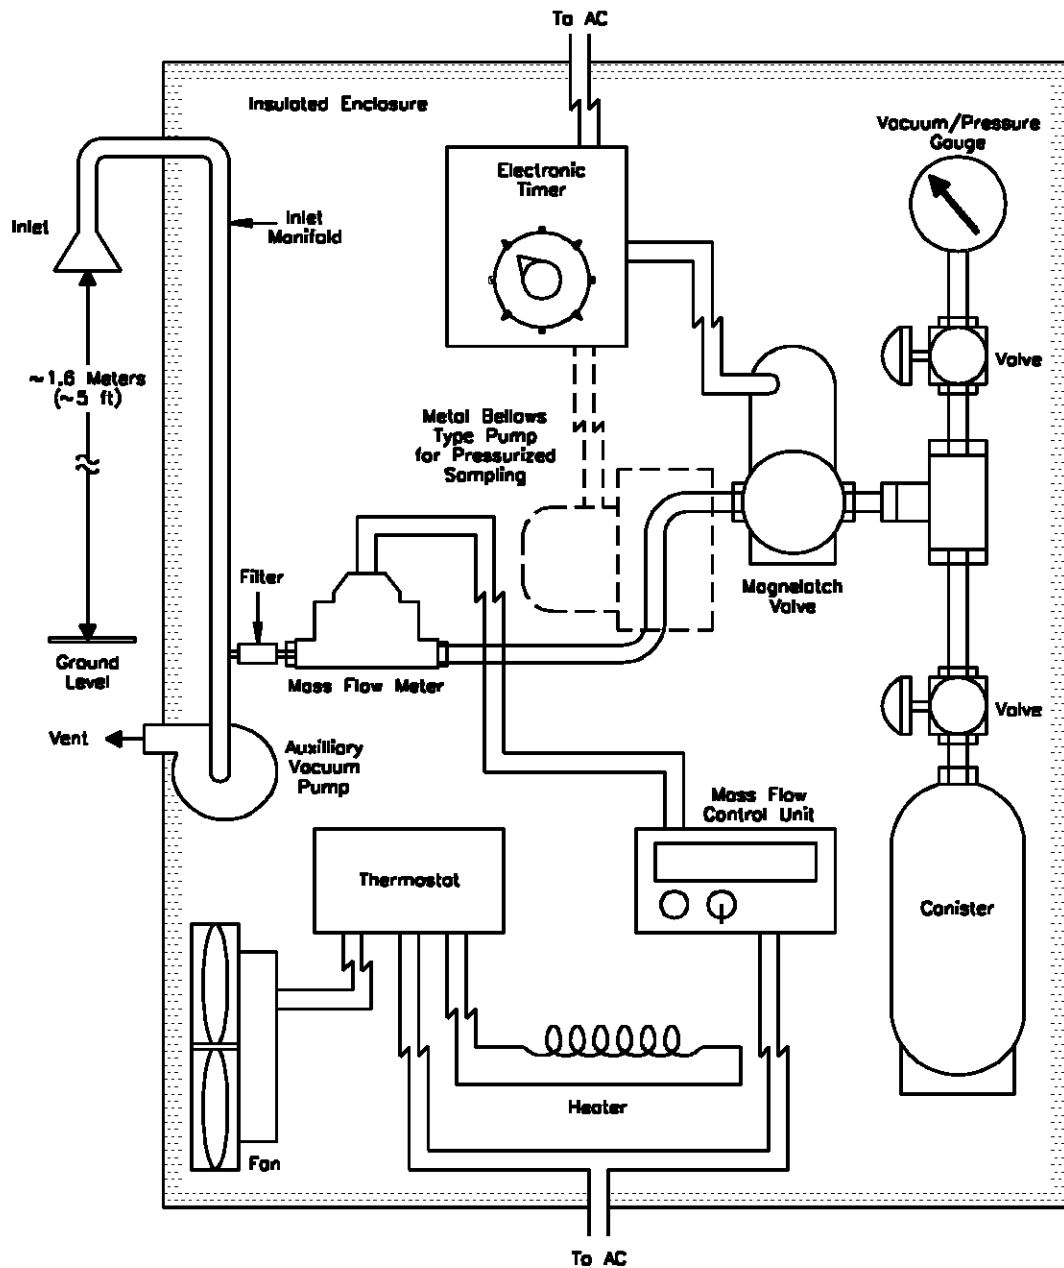 To AC
Insulated Enclosure
Vacuum/Pressure
Gauge
Electronic
Timer
Inlet
Inlet
Manifold
~1.6 Meters
(~5 ft)
Valve
Metal Bellows
Type Pump
for Pressurized
Sampling
Filter
Magnelatch
Valve
Ground
Level
Mass Flow Meter
Valve
Vent
Auxilliary
Vacuum
Pump
Mass Flow
Control Unit
Thermostat
Canister
Heater
Fan
To AC